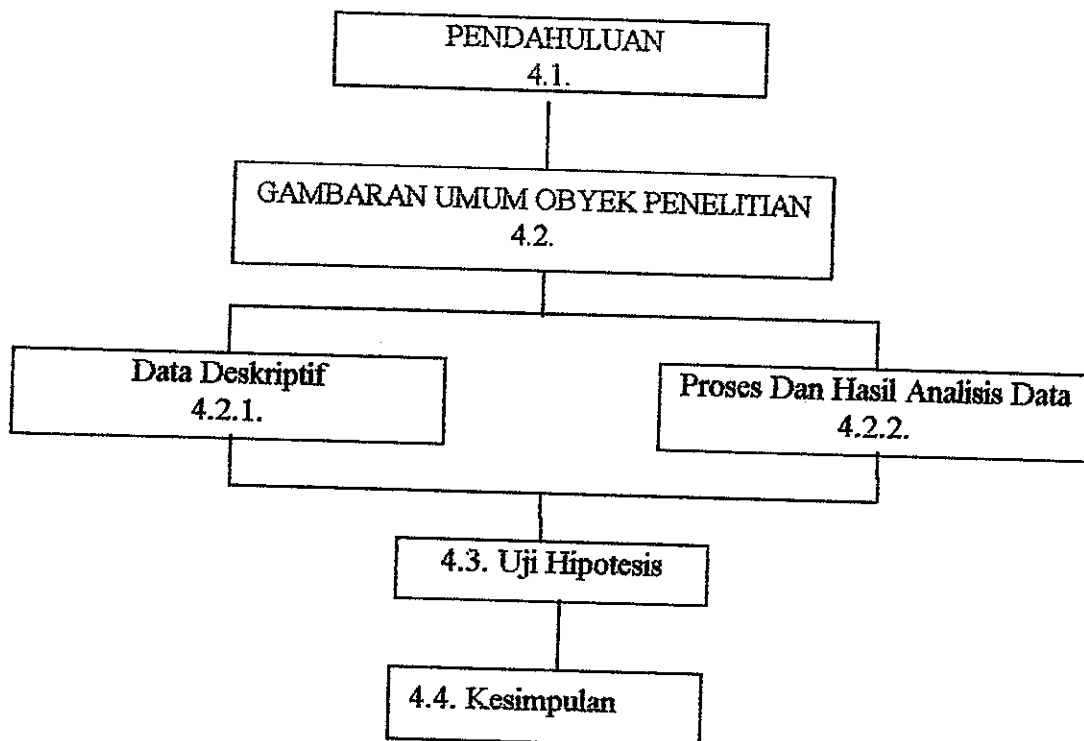 PENDAHULUAN
4.1.
GAMBARAN UMUM OBYEK PENELITIAN
4.2.
Data Deskriptif
4.2.1.
Proses Dan Hasil Analisis Data
4.2.2.
4.3. Uji Hipotesis
4.4. Kesimpulan